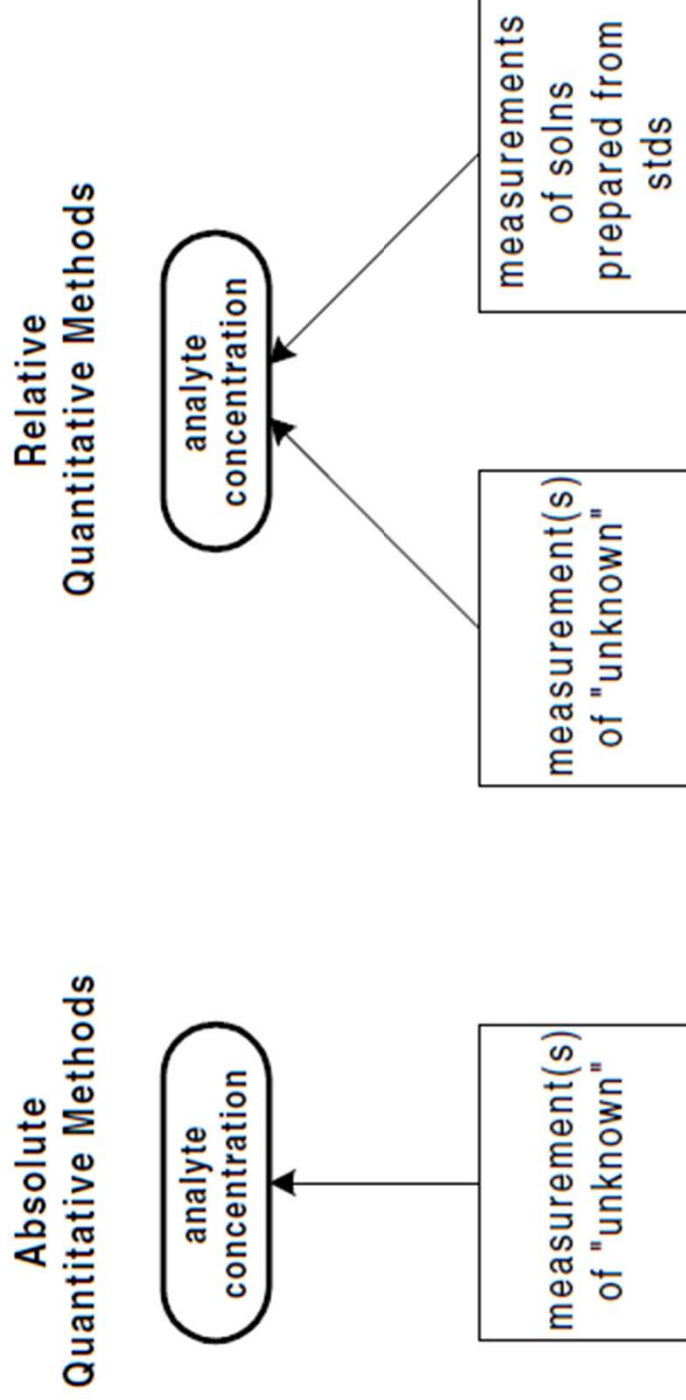 Absolute
Quantitative Methods
analyte
concentration
measurement(s)
of "unknown"
Relative
Quantitative Methods
analyte
concentration
measurement(s)
of "unknown"
measurements
of solns
prepared from
stds